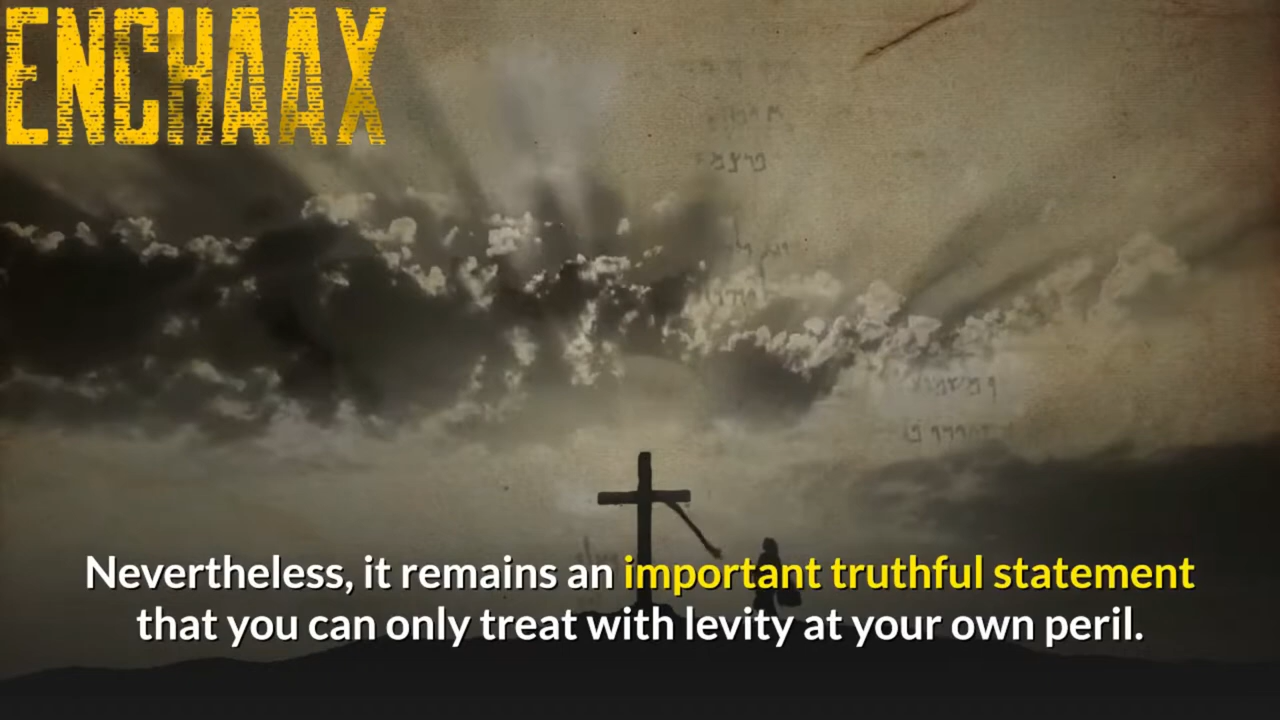 ENCHAAX
Nevertheless, it remains an important truthful statement
that you can only treat with levity at your own peril.